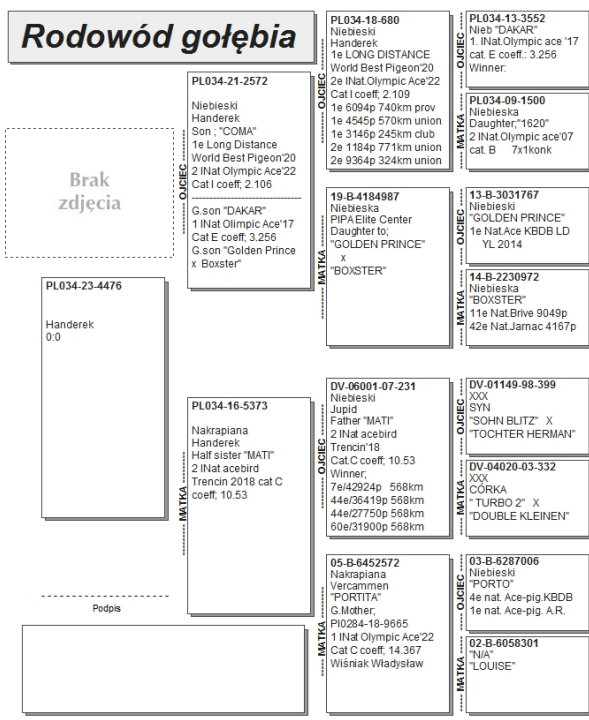 Rodowód gołębia
Brak
zdjęcia
PL034-23-4476
Handerek
0:0
Podpis
OJCIEC
PL034-21-2572
Niebieski
Handerek
Son ; "COMA"
1e Long Distance
World Best Pigeon'20
2 INat Olympic Ace'22
Cat I coeff; 2.106
G.son "DAKAR"
1 INat Olimpic Ace'17
Cat E coeff; 3.256
G.son "Golden Prince
x Boxster"
MATKA
PL034-16-5373
Nakrapiana
Handerek
Half sister "MATI"
2 INat acebird
Trencin 2018 cat C
coeff; 10.53
OJCIEC
PL034-18-680
Niebieski
Handerek
1e LONG DISTANCE
World Best Pigeon'20
2e INat.Olympic Ace'22
Cat I coeff; 2.109
1e 6094p 740km prov
1e 4545p 570km union
1e 3146p 245km club
2e 1184p 771km union
2e 9364p 324km union
MATKA
19-B-4184987
Niebieska
PIPA Elite Center
Daughter to;
"GOLDEN PRINCE"
x
"BOXSTER"
OJCIEC
DV-06001-07-231
Niebieski
Jupid
Father "MATI"
2 INat acebird
Trencin'18
Cat.C coeff; 10.53
Winner;
7e/42924p 568km
44e/36419p 568km
44e/27750p 568km
60e/31900p 568km
MATKA
05-B-6452572
Nakrapiana
Vercammen
"PORTITA"
G.Mother;
Pl0284-18-9665
1 INat Olympic Ace'22
Cat C coeff; 14.367
Wiśniak Władysław
OJCIEC
PL034-13-3552
Nieb "DAKAR"
1. INat.Olympic ace '17
cat. E coeff.: 3.256
Winner:
MATKA
PL034-09-1500
Niebieska
Daughter;"1620"
2 INat.Olympic ace'07
cat. B 7x1konk
OJCIEC
13-B-3031767
Niebieski
"GOLDEN PRINCE"
1e Nat.Ace KBDB LD
YL 2014
MATKA
14-B-2230972
Niebieska
"BOXSTER"
11e Nat.Brive 9049p
42e Nat.Jarnac 4167p
OJCIEC
DV-01149-98-399
XXX
SYN
"SOHN BLITZ" X
"TOCHTER HERMAN"
MATKA
DV-04020-03-332
XXX
CÓRKA
" TURBO 2" X
"DOUBLE KLEINEN"
OJCIEC
03-B-6287006
Niebieski
"PORTO"
4e nat. Ace-pig.KBDB
1e nat. Ace-pig. A.R.
MATKA
02-B-6058301
"N/A"
"LOUISE"